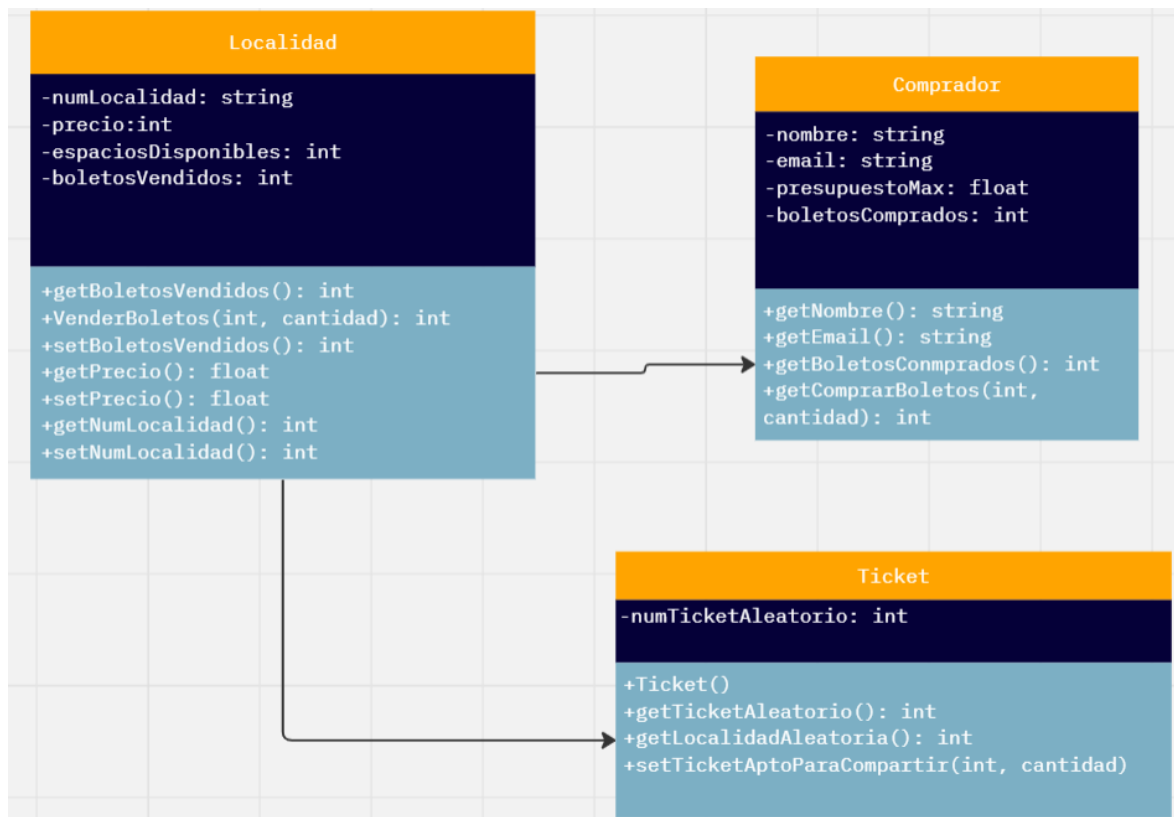 Localidad
-numLocalidad: string
-precio:int
-espaciosDisponibles: int
-boletosVendidos: int
+getBoletosVendidos(): int
+VenderBoletos(int, cantidad): int
+setBoletosVendidos(): int
+getPrecio(): float
+setPrecio(): float
+getNumLocalidad(): int
+setNumLocalidad(): int
Comprador
-nombre: string
-email: string
-presupuestoMax: float
-boletosComprados: int
+getNombre(): string
+getEmail(): string
+getBoletosConmprados(): int
+getComprarBoletos(int,
cantidad): int
Ticket
-numTicketAleatorio: int
+Ticket()
+getTicketAleatorio(): int
+getLocalidadAleatoria(): int
+setTicketAptoParaCompartir(int, cantidad)